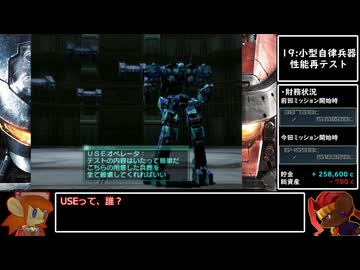 19:小型自律兵器
性能再テスト
・財務状況
前回ミッション開始時
今回ミッション開始時
貯金 + 258,600 c
総資産 - 700 c
USEオペレータ:
テストの内容はいたって簡単だ
こちらの用意した兵器を
全て破壊してくれればいい
USEって、誰?